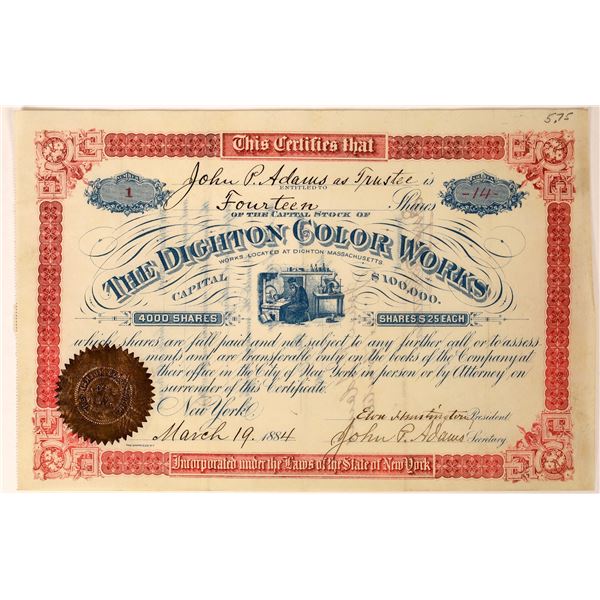 5.75
This Certifies that
1
John P. Adams as Trustee is
-14-
ENTITLED TO
Fourteen Shares
OF THE CAPITAL STOCK OF
THE DIGHTON COLOR WORKS
WORKS LOCATED AT DIGHTON MASSACHUSETTS
CAPITAL $100,000.
4000 SHARES
SHARES $25 EACH
which shares are full paid and not subject to any further call or to assess
ments and are transferable only on the books of the Company at
their office in the City of New York in person or by Attorney on
surrender of this Certificate.
New York
Huntington President
March 19. 1884
John P. Adams Secretary
Incorporated under the Laws of the State of New York